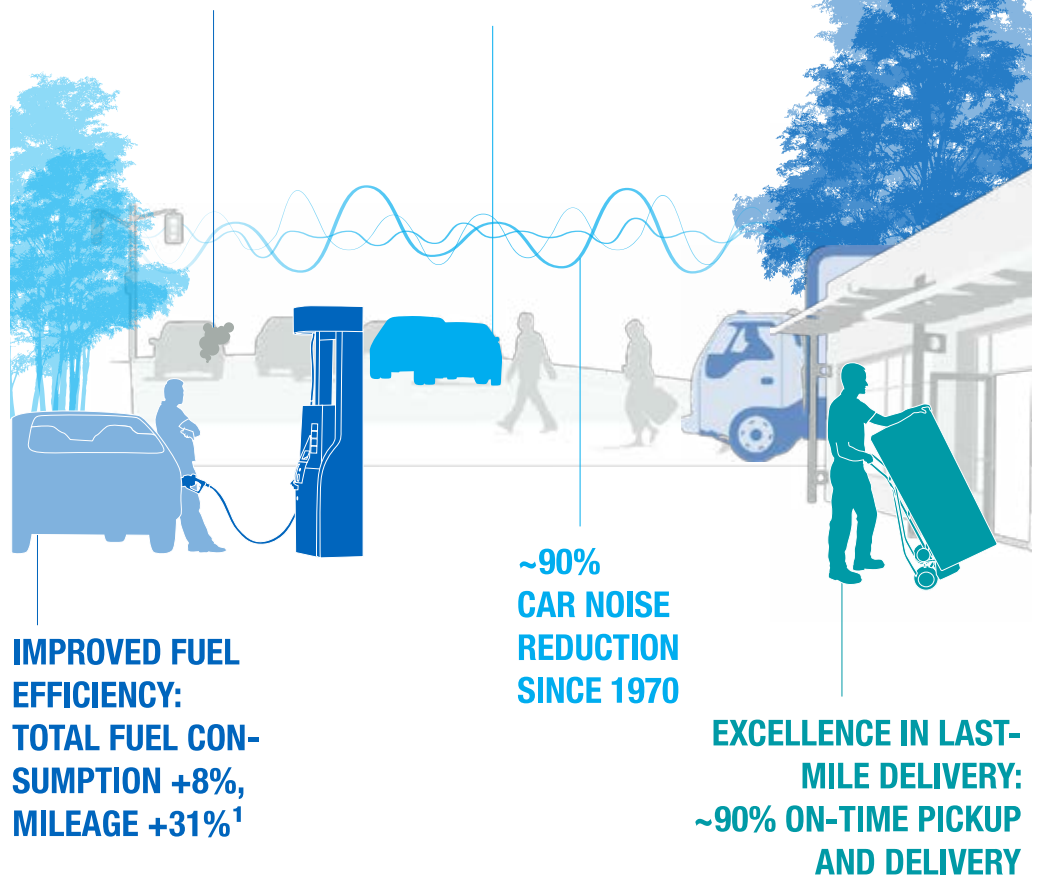 IMPROVED FUEL
EFFICIENCY:
TOTAL FUEL CON-
SUMPTION +8%,
MILEAGE +31%¹
~90%
CAR NOISE
REDUCTION
SINCE 1970
EXCELLENCE IN LAST-
MILE DELIVERY:
~90% ON-TIME PICKUP
AND DELIVERY